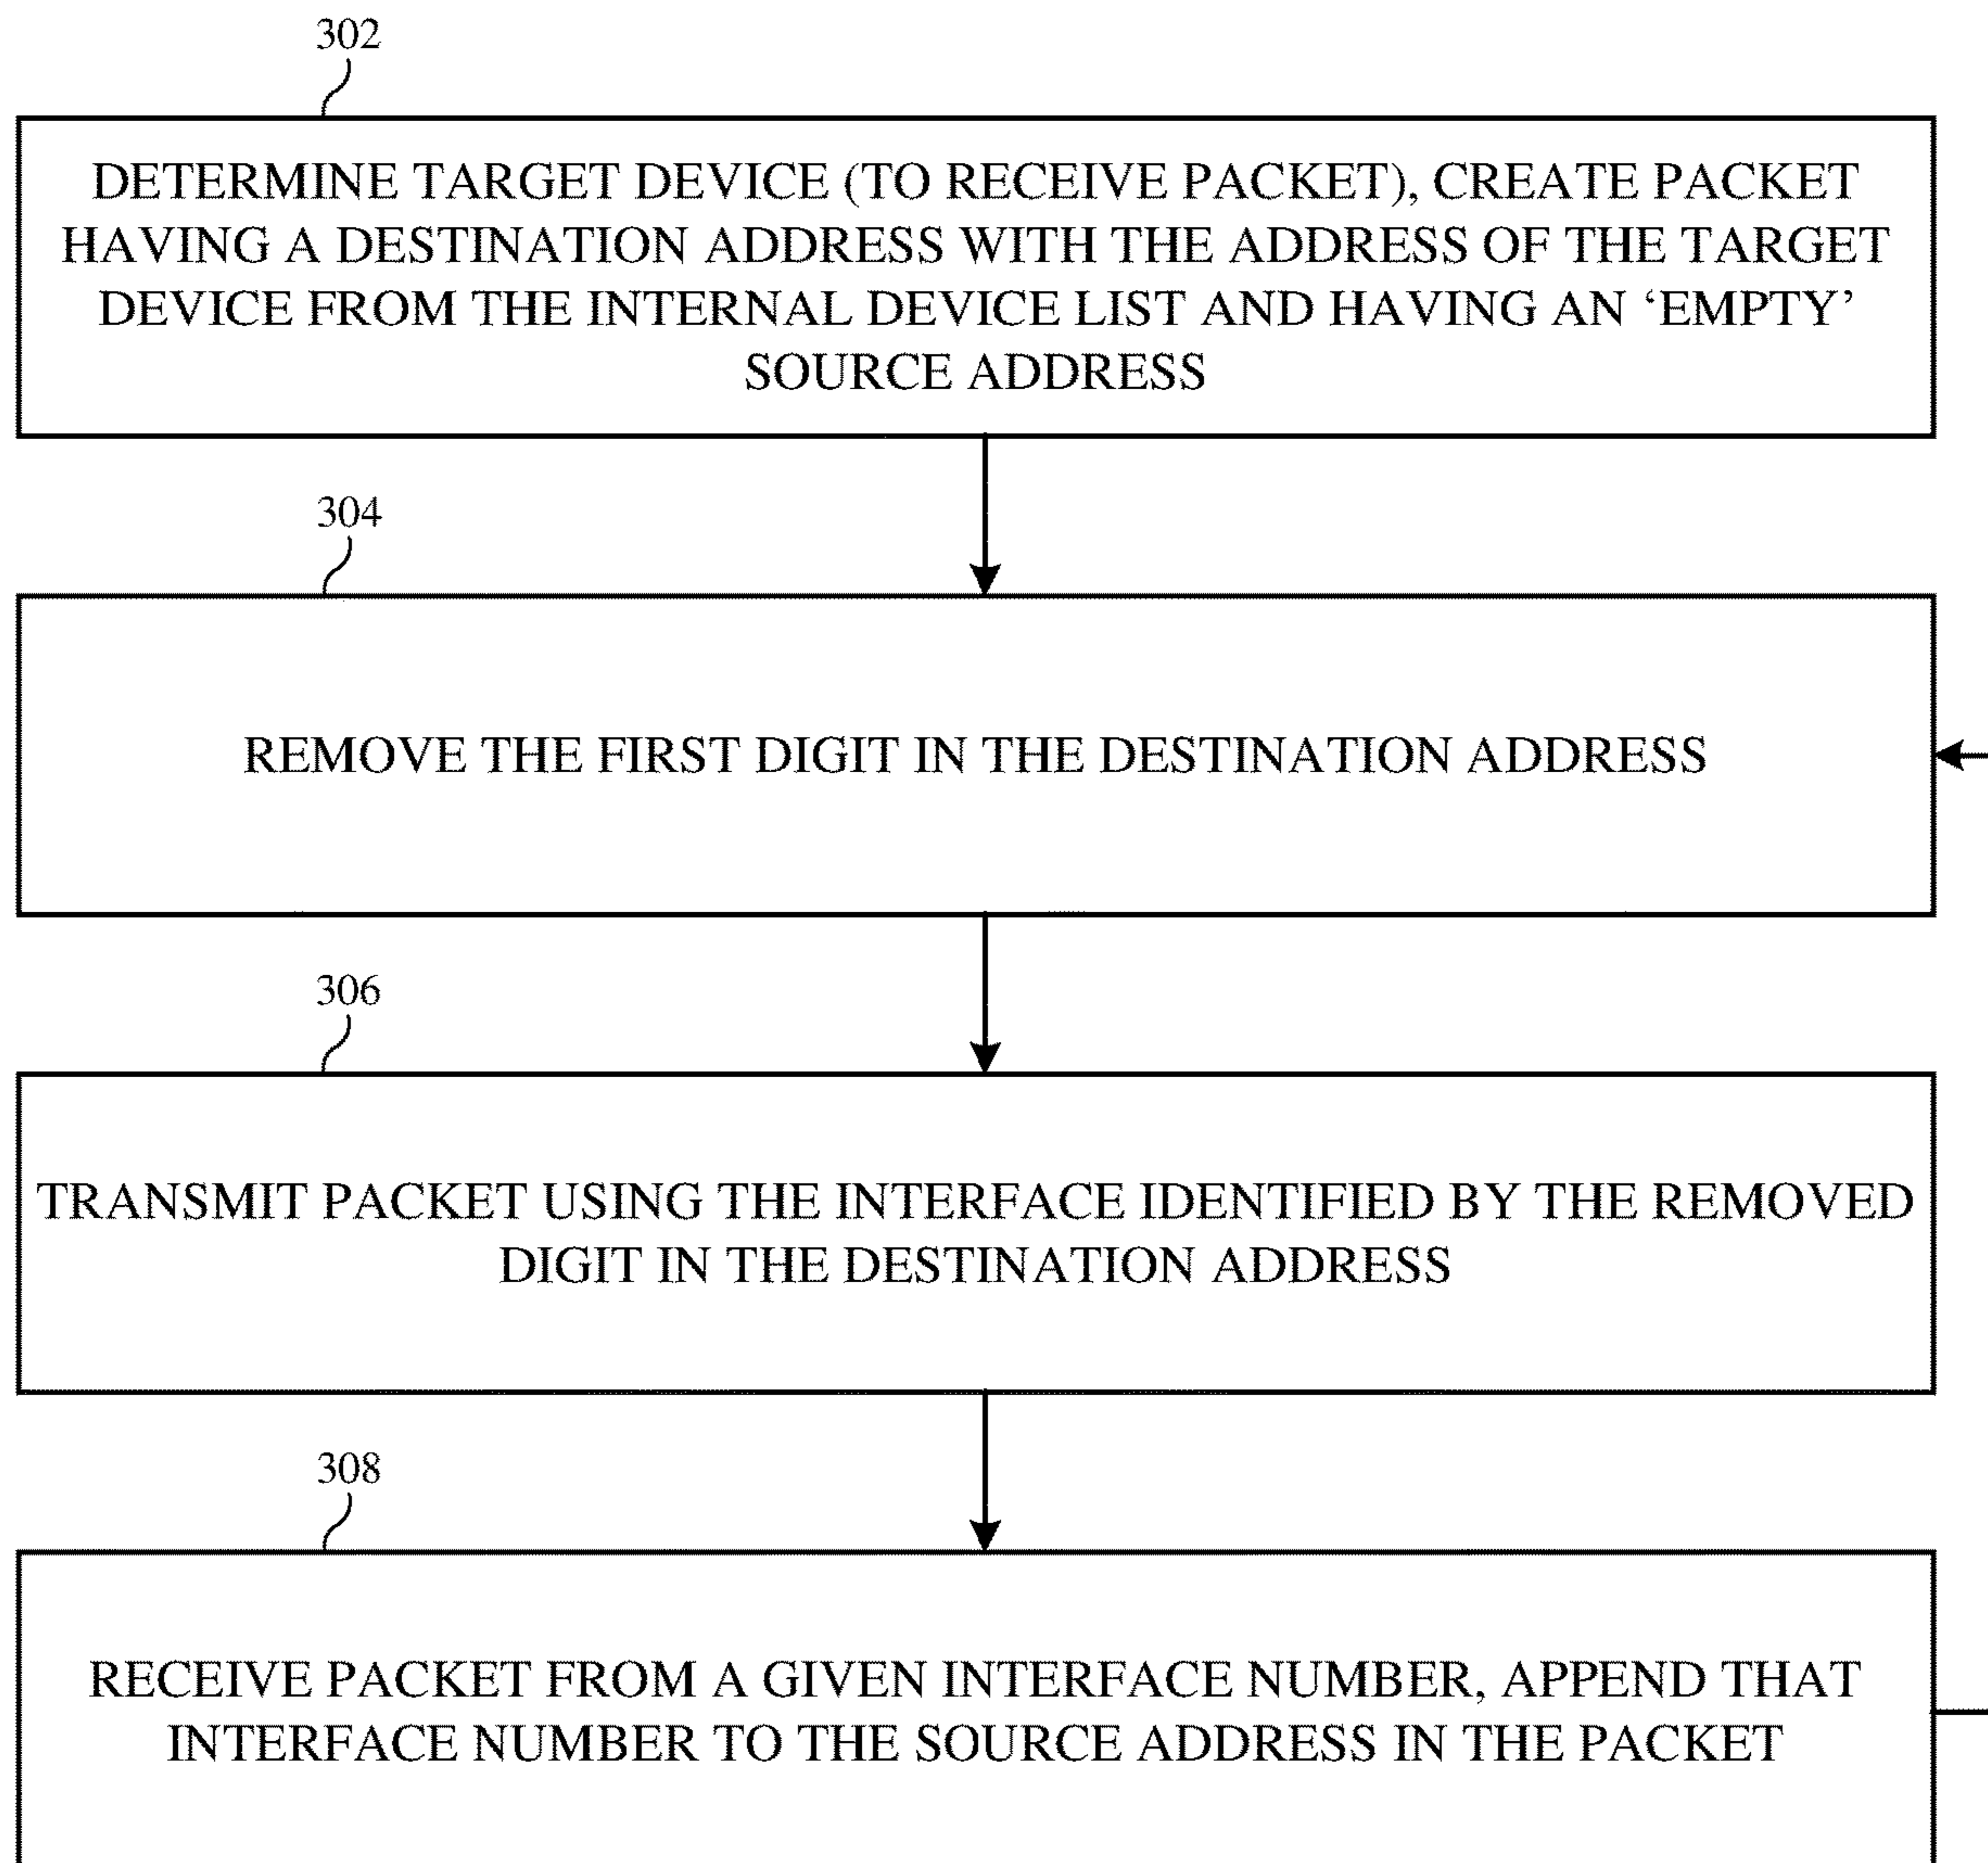 302
DETERMINE TARGET DEVICE (TO RECEIVE PACKET), CREATE PACKET
HAVING A DESTINATION ADDRESS WITH THE ADDRESS OF THE TARGET
DEVICE FROM THE INTERNAL DEVICE LIST AND HAVING AN ‘EMPTY’
SOURCE ADDRESS
304
REMOVE THE FIRST DIGIT IN THE DESTINATION ADDRESS
306
TRANSMIT PACKET USING THE INTERFACE IDENTIFIED BY THE REMOVED
DIGIT IN THE DESTINATION ADDRESS
308
RECEIVE PACKET FROM A GIVEN INTERFACE NUMBER, APPEND THAT
INTERFACE NUMBER TO THE SOURCE ADDRESS IN THE PACKET